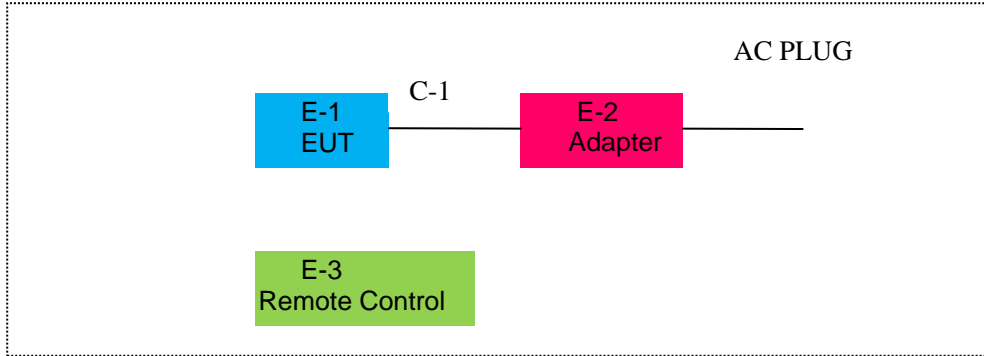 AC PLUG
C-1
E-1
EUT
E-2
Adapter
E-3
Remote Control